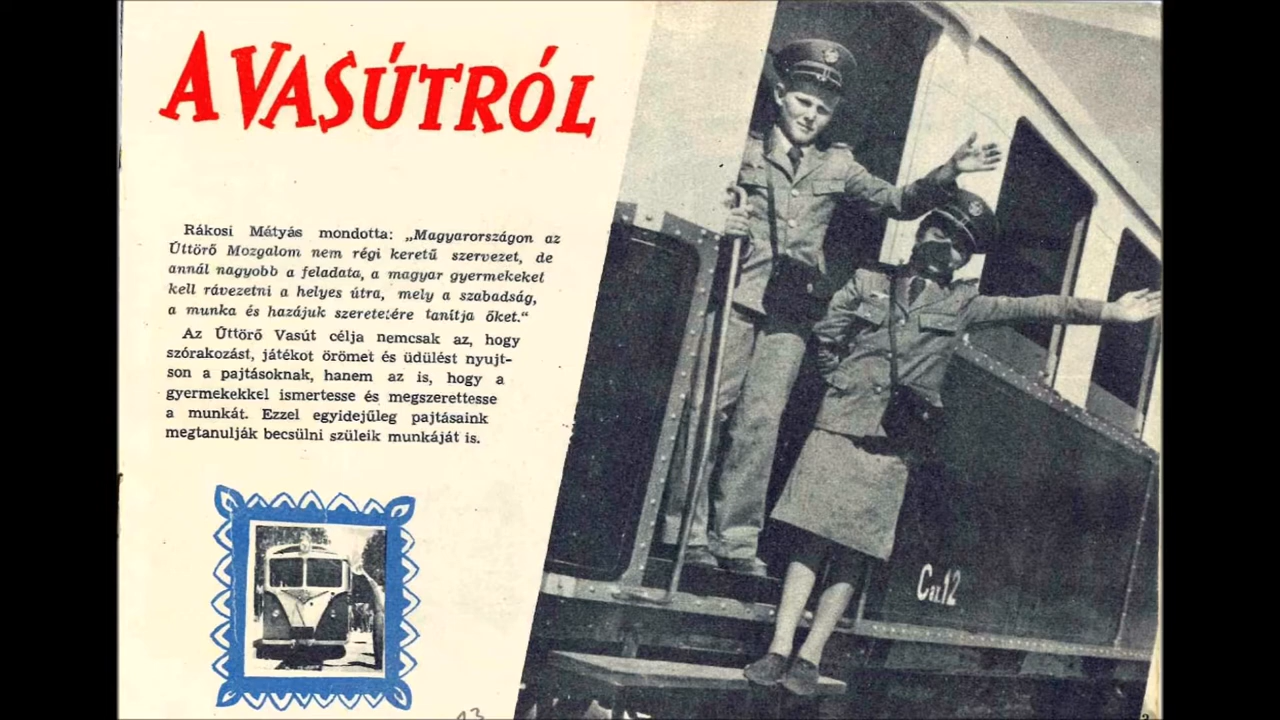 A VASÚTRÓL
Rákosi Mátyás mondotta: „Magyarországon az
Úttörő Mozgalom nem régi keretű szervezet, de
annál nagyobb a feladata, a magyar gyermekeket
kell rávezetni a helyes útra, mely a szabadság,
a munka és hazájuk szeretetére tanítja őket.“
Az Úttörő Vasút célja nemcsak az, hogy
szórakozást, játékot örömet és üdülést nyujt-
son a pajtásoknak, hanem az is, hogy a
gyermekekkel ismertesse és megszerettesse
a munkát. Ezzel egyidejűleg pajtásaink
megtanulják becsülni szüleik munkáját is.
Cax 12